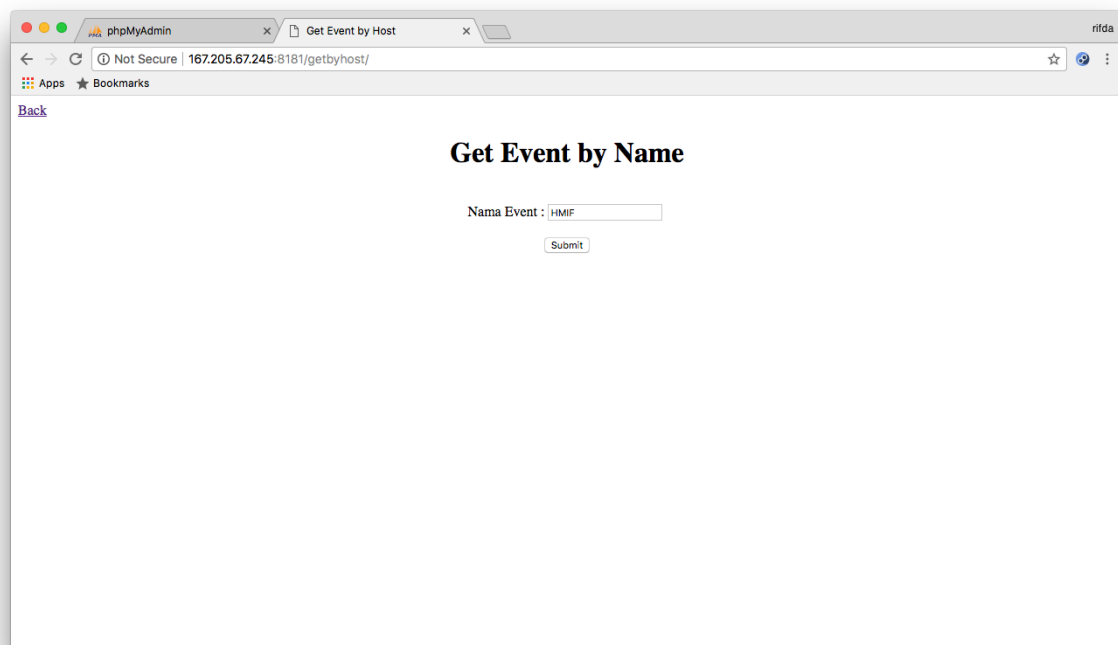 phpMyAdmin
Get Event by Host
rifda
Not Secure | 167.205.67.245:8181/getbyhost/
Apps
Bookmarks
Back
Get Event by Name
Nama Event : HMIF
Submit